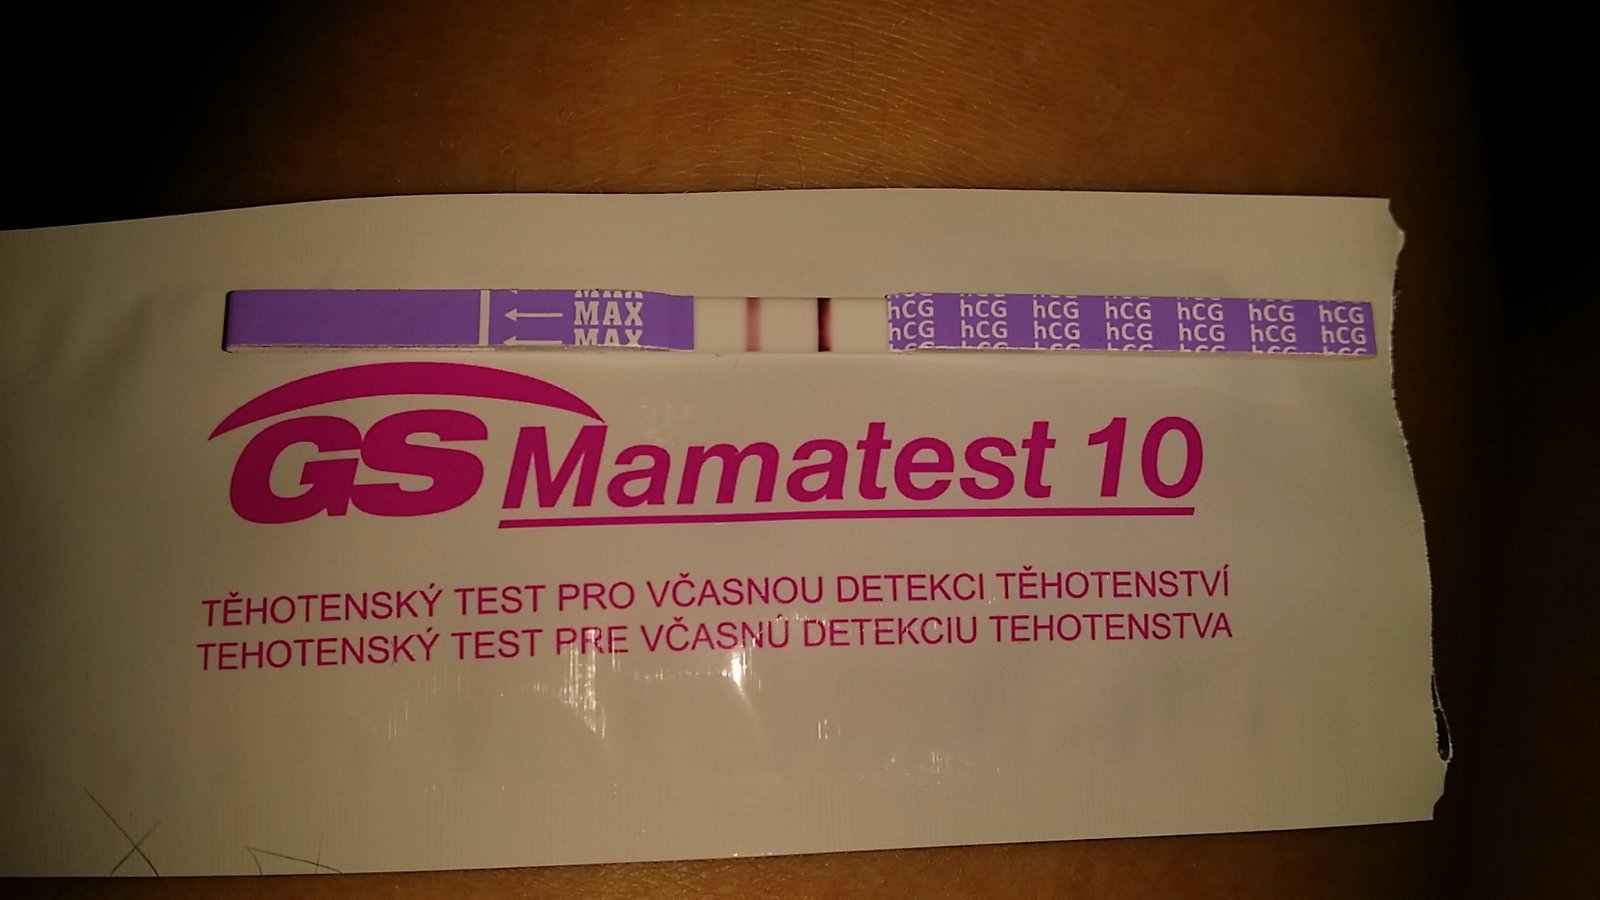 MAX
MAX
MAX
hCG hCG hCG hCG hCG hCG hCG
hCG hCG hCG hCG hCG hCG hCG
GS Mamatest 10
TĚHOTENSKÝ TEST PRO VČASNOU DETEKCI TĚHOTENSTVÍ
TEHOTENSKÝ TEST PRE VČASNÚ DETEKCIU TEHOTENSTVA